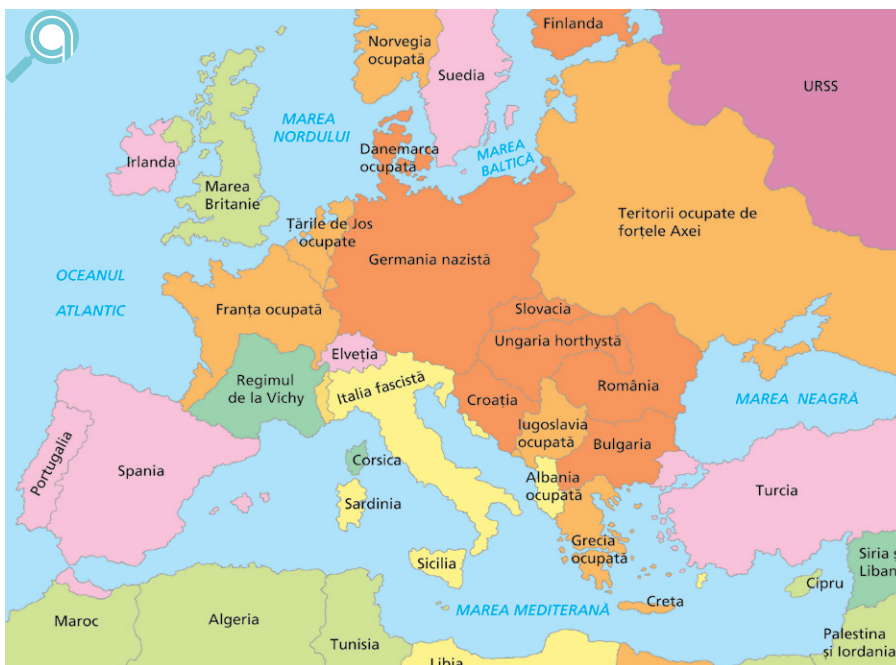 Finlanda
Norvegia
ocupată
Suedia
URSS
MAREA
NORDULUI
Danemarca
ocupată
MAREA
BALTICĂ
Irlanda
Marea
Britanie
Țările de Jos
ocupate
Teritorii ocupate de
forțele Axei
Germania nazistă
OCEANUL
ATLANTIC
Franța ocupată
Slovacia
Ungaria horthystă
Elveția
Regimul
de la Vichy
Italia fascistă
Croația
România
MAREA NEAGRĂ
Iugoslavia
ocupată
Bulgaria
Portugalia
Spania
Corsica
Albania
ocupată
Turcia
Sardinia
Grecia
ocupată
Siria ș
Liban
Sicilia
Cipru
Creta
MAREA MEDITERANĂ
Maroc
Algeria
Tunisia
Libia
Palestina
și Iordania